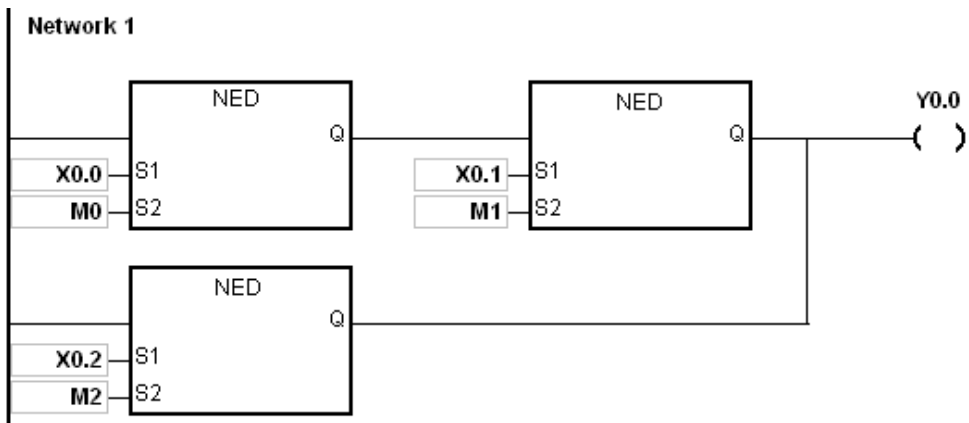 Network 1
NED
NED
Y0.0
Q
Q
( )
X0.0
S1
X0.1
S1
M0
S2
M1
S2
NED
Q
X0.2
S1
M2
S2